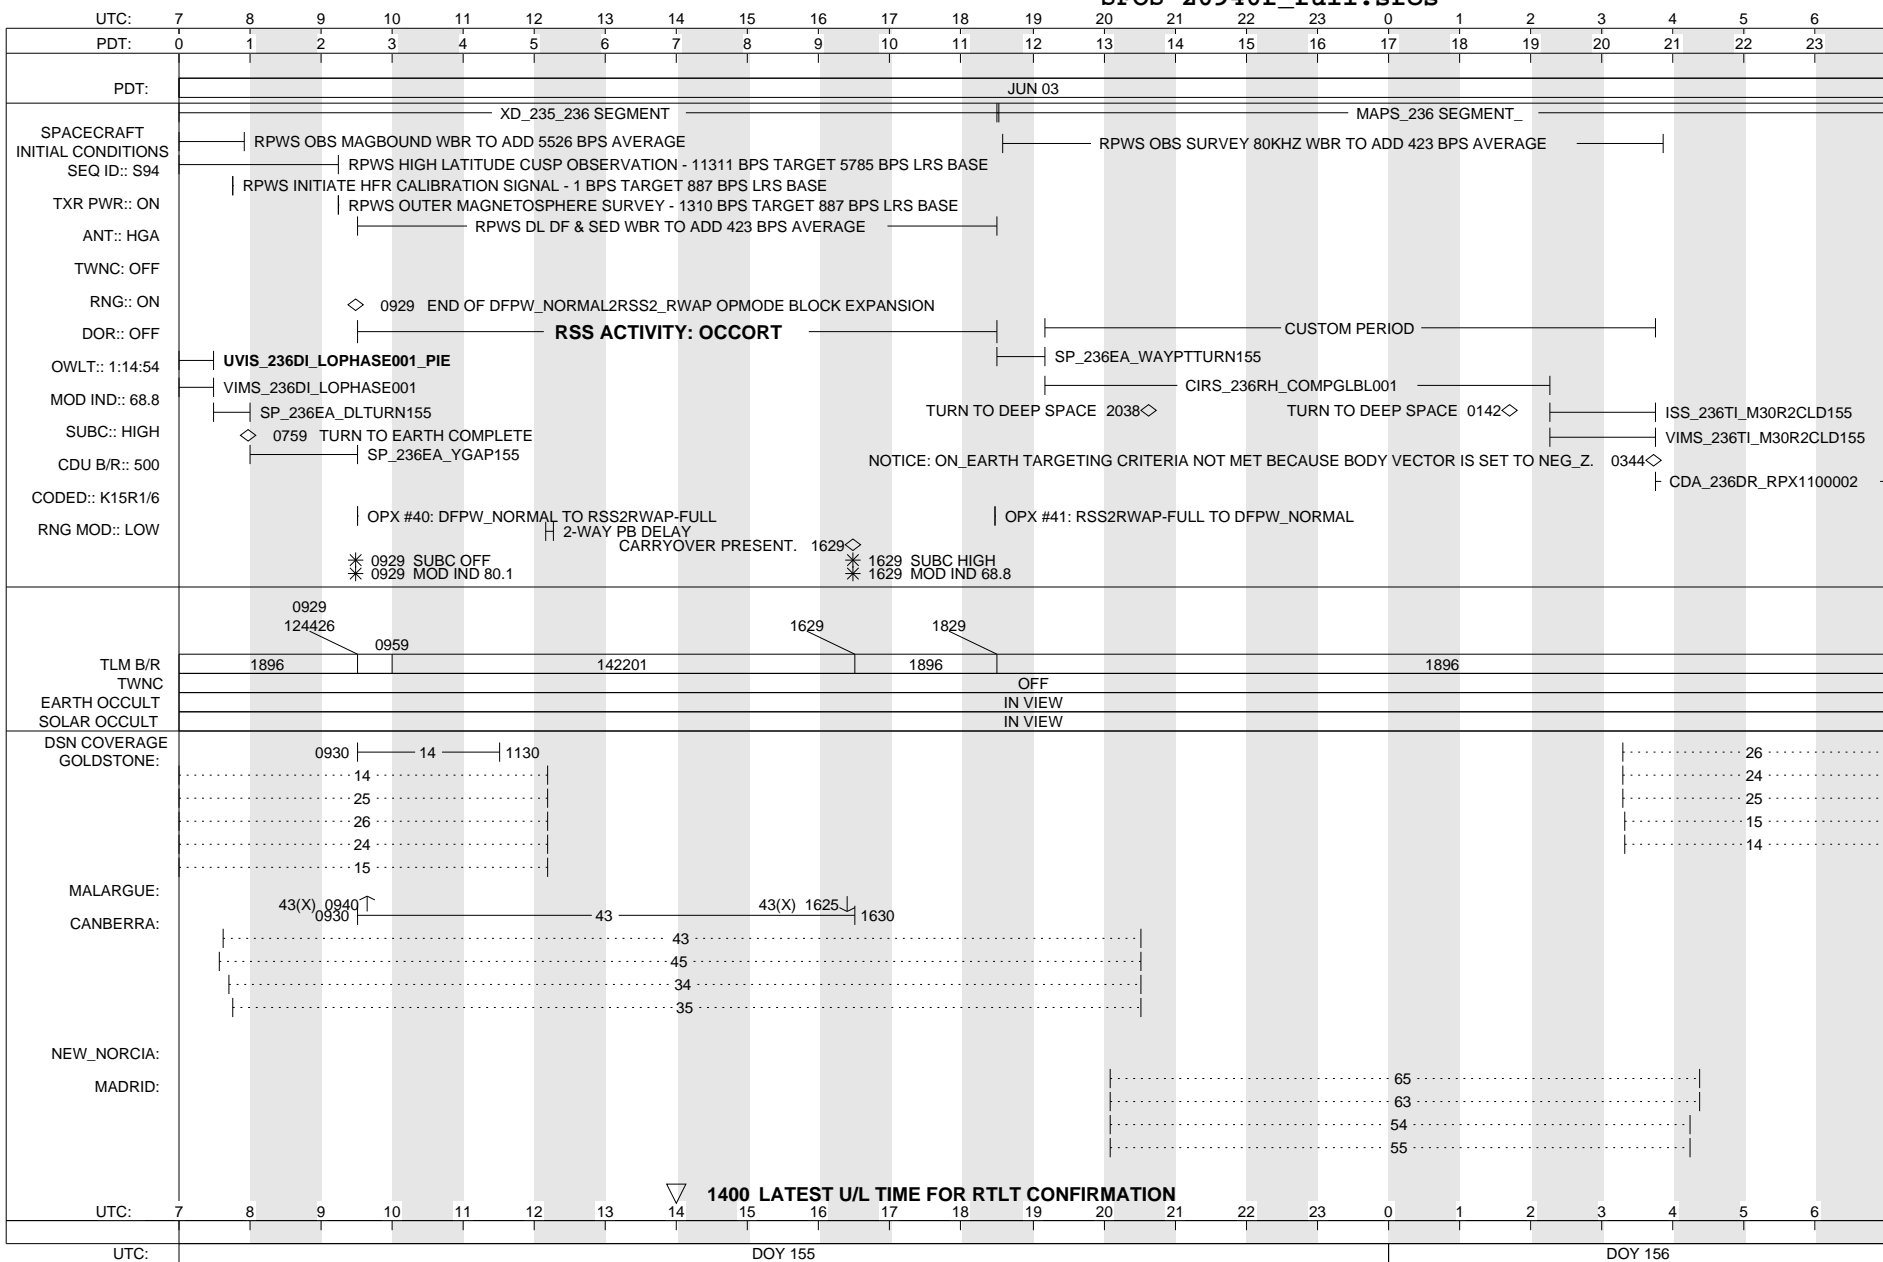 SFOS 20940I_Full.sfos
UTC: 7 8 9 10 11 12 13 14 15 16 17 18 19 20 21 22 23 0 1 2 3 4 5 6
PDT: 0 1 2 3 4 5 6 7 8 9 10 11 12 13 14 15 16 17 18 19 20 21 22 23
PDT: JUN 03
XD_235_236 SEGMENT MAPS_236 SEGMENT_
SPACECRAFT
INITIAL CONDITIONS
SEQ ID:: S94
TXR PWR:: ON
ANT:: HGA
TWNC: OFF
RNG:: ON
DOR:: OFF
OWLT:: 1:14:54
MOD IND:: 68.8
SUBC:: HIGH
CDU B/R:: 500
CODED:: K15R1/6
RNG MOD:: LOW
RPWS OBS MAGBOUND WBR TO ADD 5526 BPS AVERAGE
RPWS OBS SURVEY 80KHZ WBR TO ADD 423 BPS AVERAGE
RPWS HIGH LATITUDE CUSP OBSERVATION - 11311 BPS TARGET 5785 BPS LRS BASE
RPWS INITIATE HFR CALIBRATION SIGNAL - 1 BPS TARGET 887 BPS LRS BASE
RPWS OUTER MAGNETOSPHERE SURVEY - 1310 BPS TARGET 887 BPS LRS BASE
RPWS DL DF & SED WBR TO ADD 423 BPS AVERAGE
0929 END OF DFPW_NORMAL2RSS2_RWAP OPMODE BLOCK EXPANSION
RSS ACTIVITY: OCCORT
CUSTOM PERIOD
UVIS_236DI_LOPHASE001_PIE
SP_236EA_WAYPTTURN155
VIMS_236DI_LOPHASE001
CIRS_236RH_COMPGLBL001
SP_236EA_DLTURN155
TURN TO DEEP SPACE 2038
TURN TO DEEP SPACE 0142
ISS_236TI_M30R2CLD155
0759 TURN TO EARTH COMPLETE
VIMS_236TI_M30R2CLD155
SP_236EA_YGAP155
NOTICE: ON_EARTH TARGETING CRITERIA NOT MET BECAUSE BODY VECTOR IS SET TO NEG_Z. 0344
CDA_236DR_RPX1100002
OPX #40: DFPW_NORMAL TO RSS2RWAP-FULL
OPX #41: RSS2RWAP-FULL TO DFPW_NORMAL
2-WAY PB DELAY
CARRYOVER PRESENT. 1629
0929 SUBC OFF
1629 SUBC HIGH
0929 MOD IND 80.1
1629 MOD IND 68.8
0929
124426 1629 1829
0959
TLM B/R 1896 142201 1896 1896
TWNC OFF
EARTH OCCULT IN VIEW
SOLAR OCCULT IN VIEW
DSN COVERAGE
GOLDSTONE:
0930 14 1130 26
14 24
25 25
26 15
24 14
15
MALARGUE:
43(X) 0940 43(X) 1625
CANBERRA:
0930 43 1630
43
45
34
35
NEW_NORCIA:
MADRID:
65
63
54
55
1400 LATEST U/L TIME FOR RTLT CONFIRMATION
UTC: 7 8 9 10 11 12 13 14 15 16 17 18 19 20 21 22 23 0 1 2 3 4 5 6
UTC: DOY 155 DOY 156